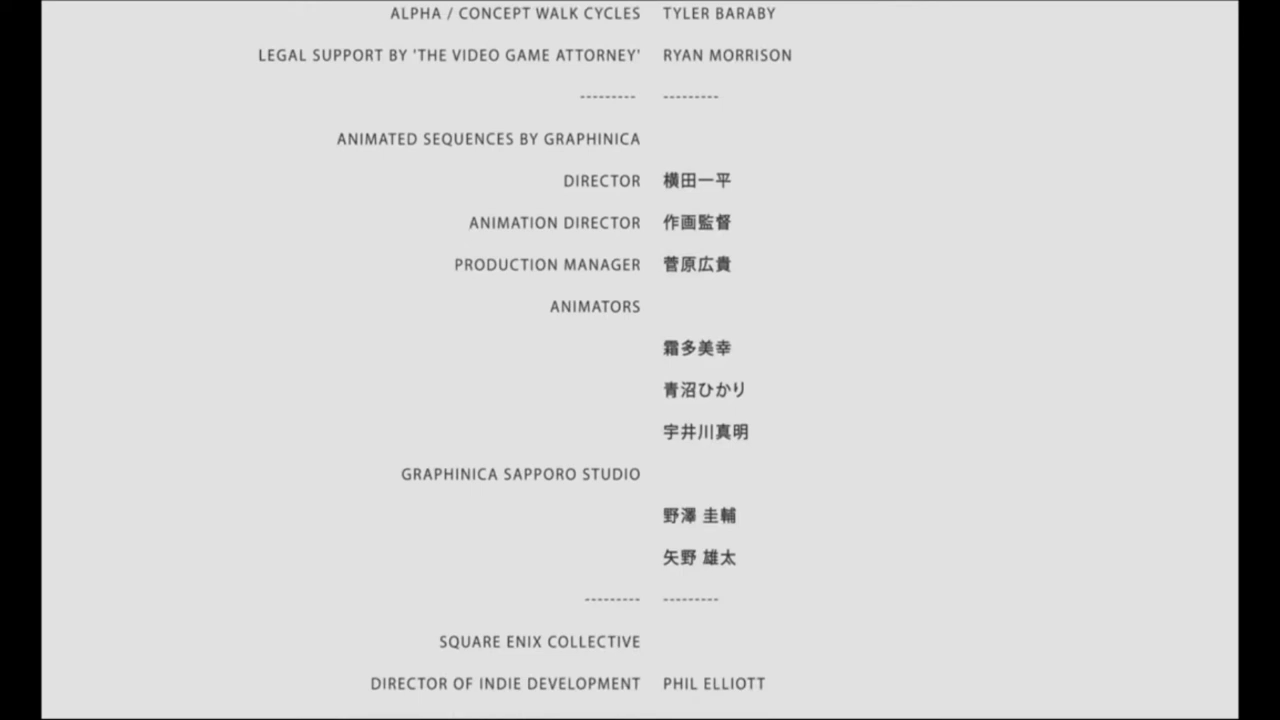 ALPHA / CONCEPT WALK CYCLES TYLER BARABY
LEGAL SUPPORT BY 'THE VIDEO GAME ATTORNEY' RYAN MORRISON
--------- ---------
ANIMATED SEQUENCES BY GRAPHINICA
DIRECTOR 横田一平
ANIMATION DIRECTOR 作画監督
PRODUCTION MANAGER 菅原広貴
ANIMATORS
霜多美幸
青沼ひかり
宇井川真明
GRAPHINICA SAPPORO STUDIO
野澤 圭輔
矢野 雄太
--------- ---------
SQUARE ENIX COLLECTIVE
DIRECTOR OF INDIE DEVELOPMENT PHIL ELLIOTT